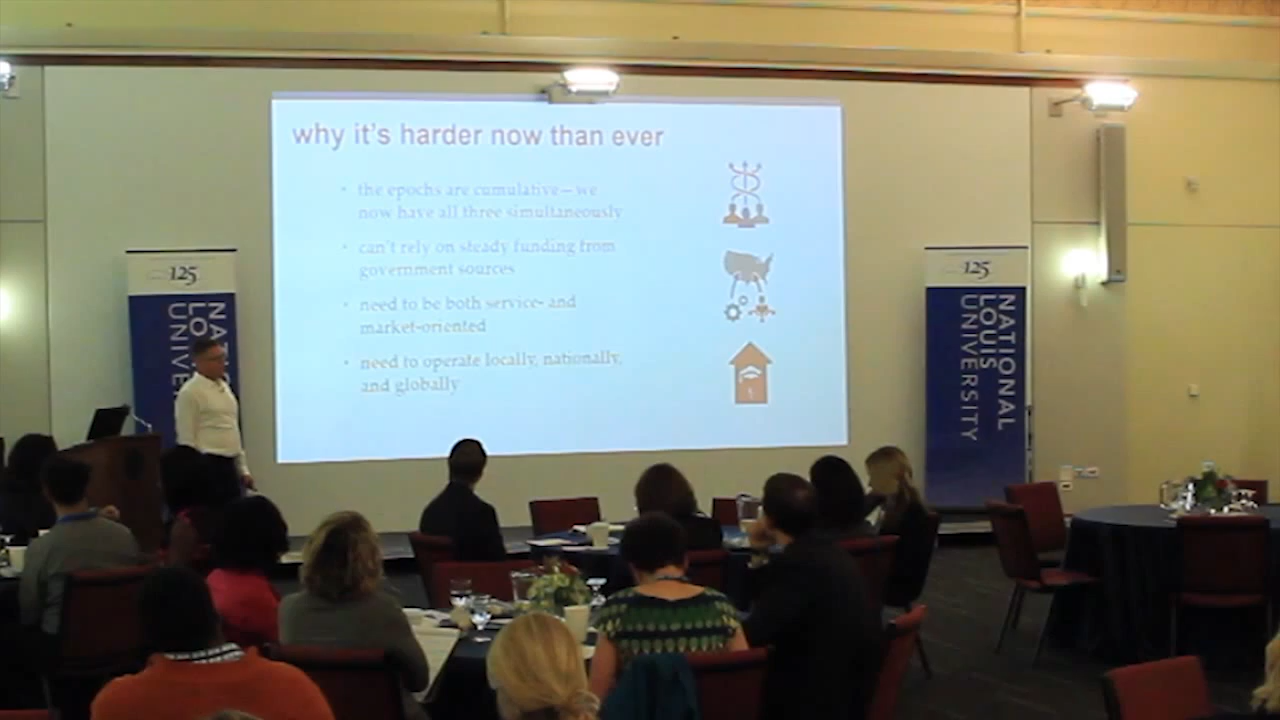 why it's harder now than ever
• the epochs are cumulative—we
now have all three simultaneously
• can't rely on steady funding from
government sources
• need to be both service- and
market-oriented
• need to operate locally, nationally,
and globally
125
NAT
LO
UNIVE
125
NATIONAL
LOUIS
UNIVERSITY